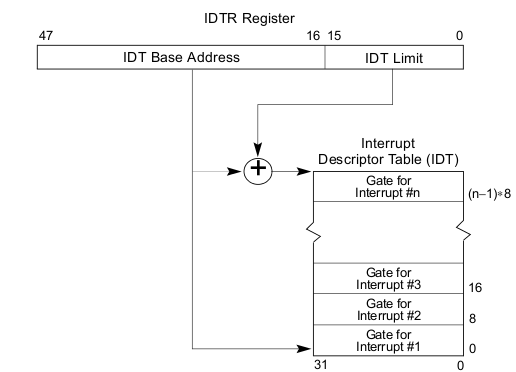 IDTR Register
47 16 15 0
IDT Base Address IDT Limit
+
Interrupt
Descriptor Table (IDT)
Gate for
Interrupt #n
(n−1)*8
Gate for
Interrupt #3
16
Gate for
Interrupt #2
8
Gate for
Interrupt #1
0
31 0